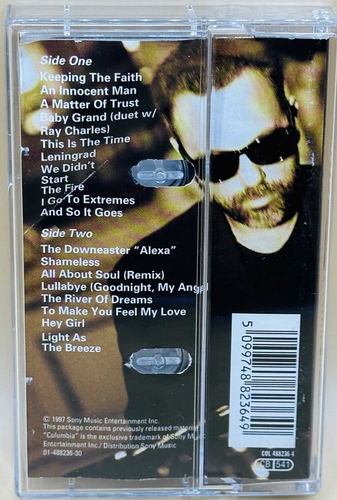 Side One
Keeping The Faith
An Innocent Man
A Matter Of Trust
Baby Grand (duet w/
Ray Charles)
This Is The Time
Leningrad
We Didn't
Start
The Fire
I Go To Extremes
And So It Goes
Side Two
The Downeaster "Alexa"
Shameless
All About Soul (Remix)
Lullabye (Goodnight, My Angel
The River Of Dreams
To Make You Feel My Love
Hey Girl
Light As
The Breeze
© 1997 Sony Music Entertainment Inc.
This package contains previously released material
"Columbia" is the exclusive trademark of Sony Music
Entertainment Inc./ Distribution Sony Music
01-488236-30
5 099748 823649
COL 488236 4
CB 541